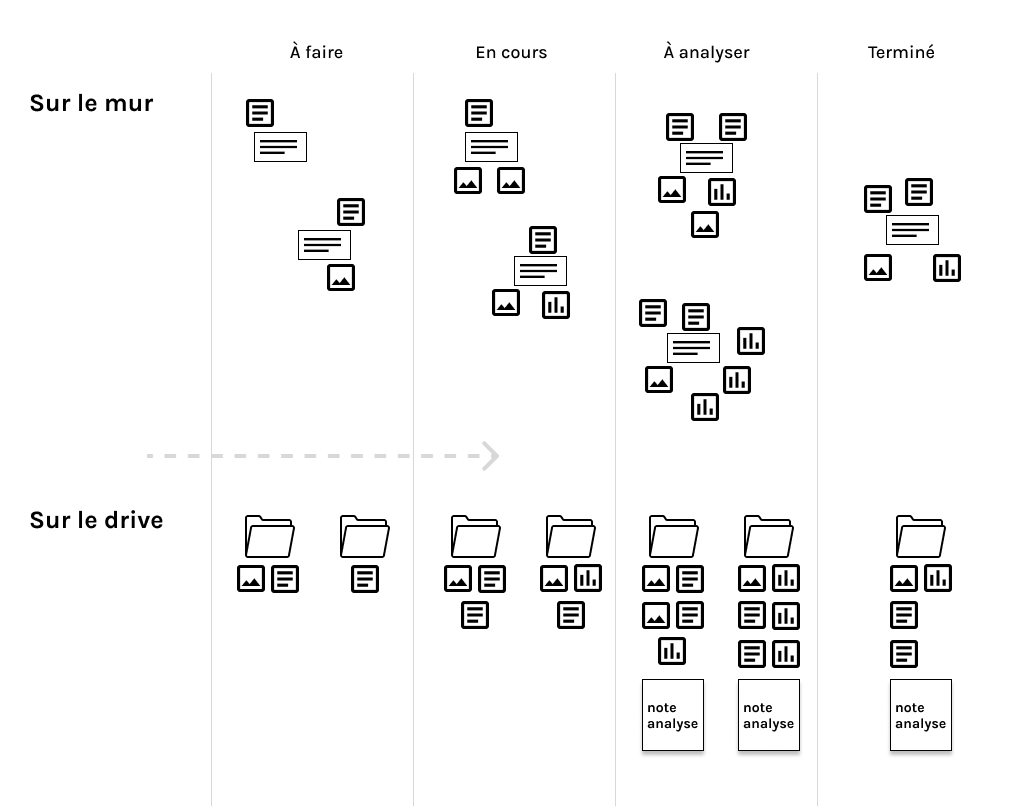 À faire
En cours
À analyser
Terminé
Sur le mur
Sur le drive
note
analyse
note
analyse
note
analyse